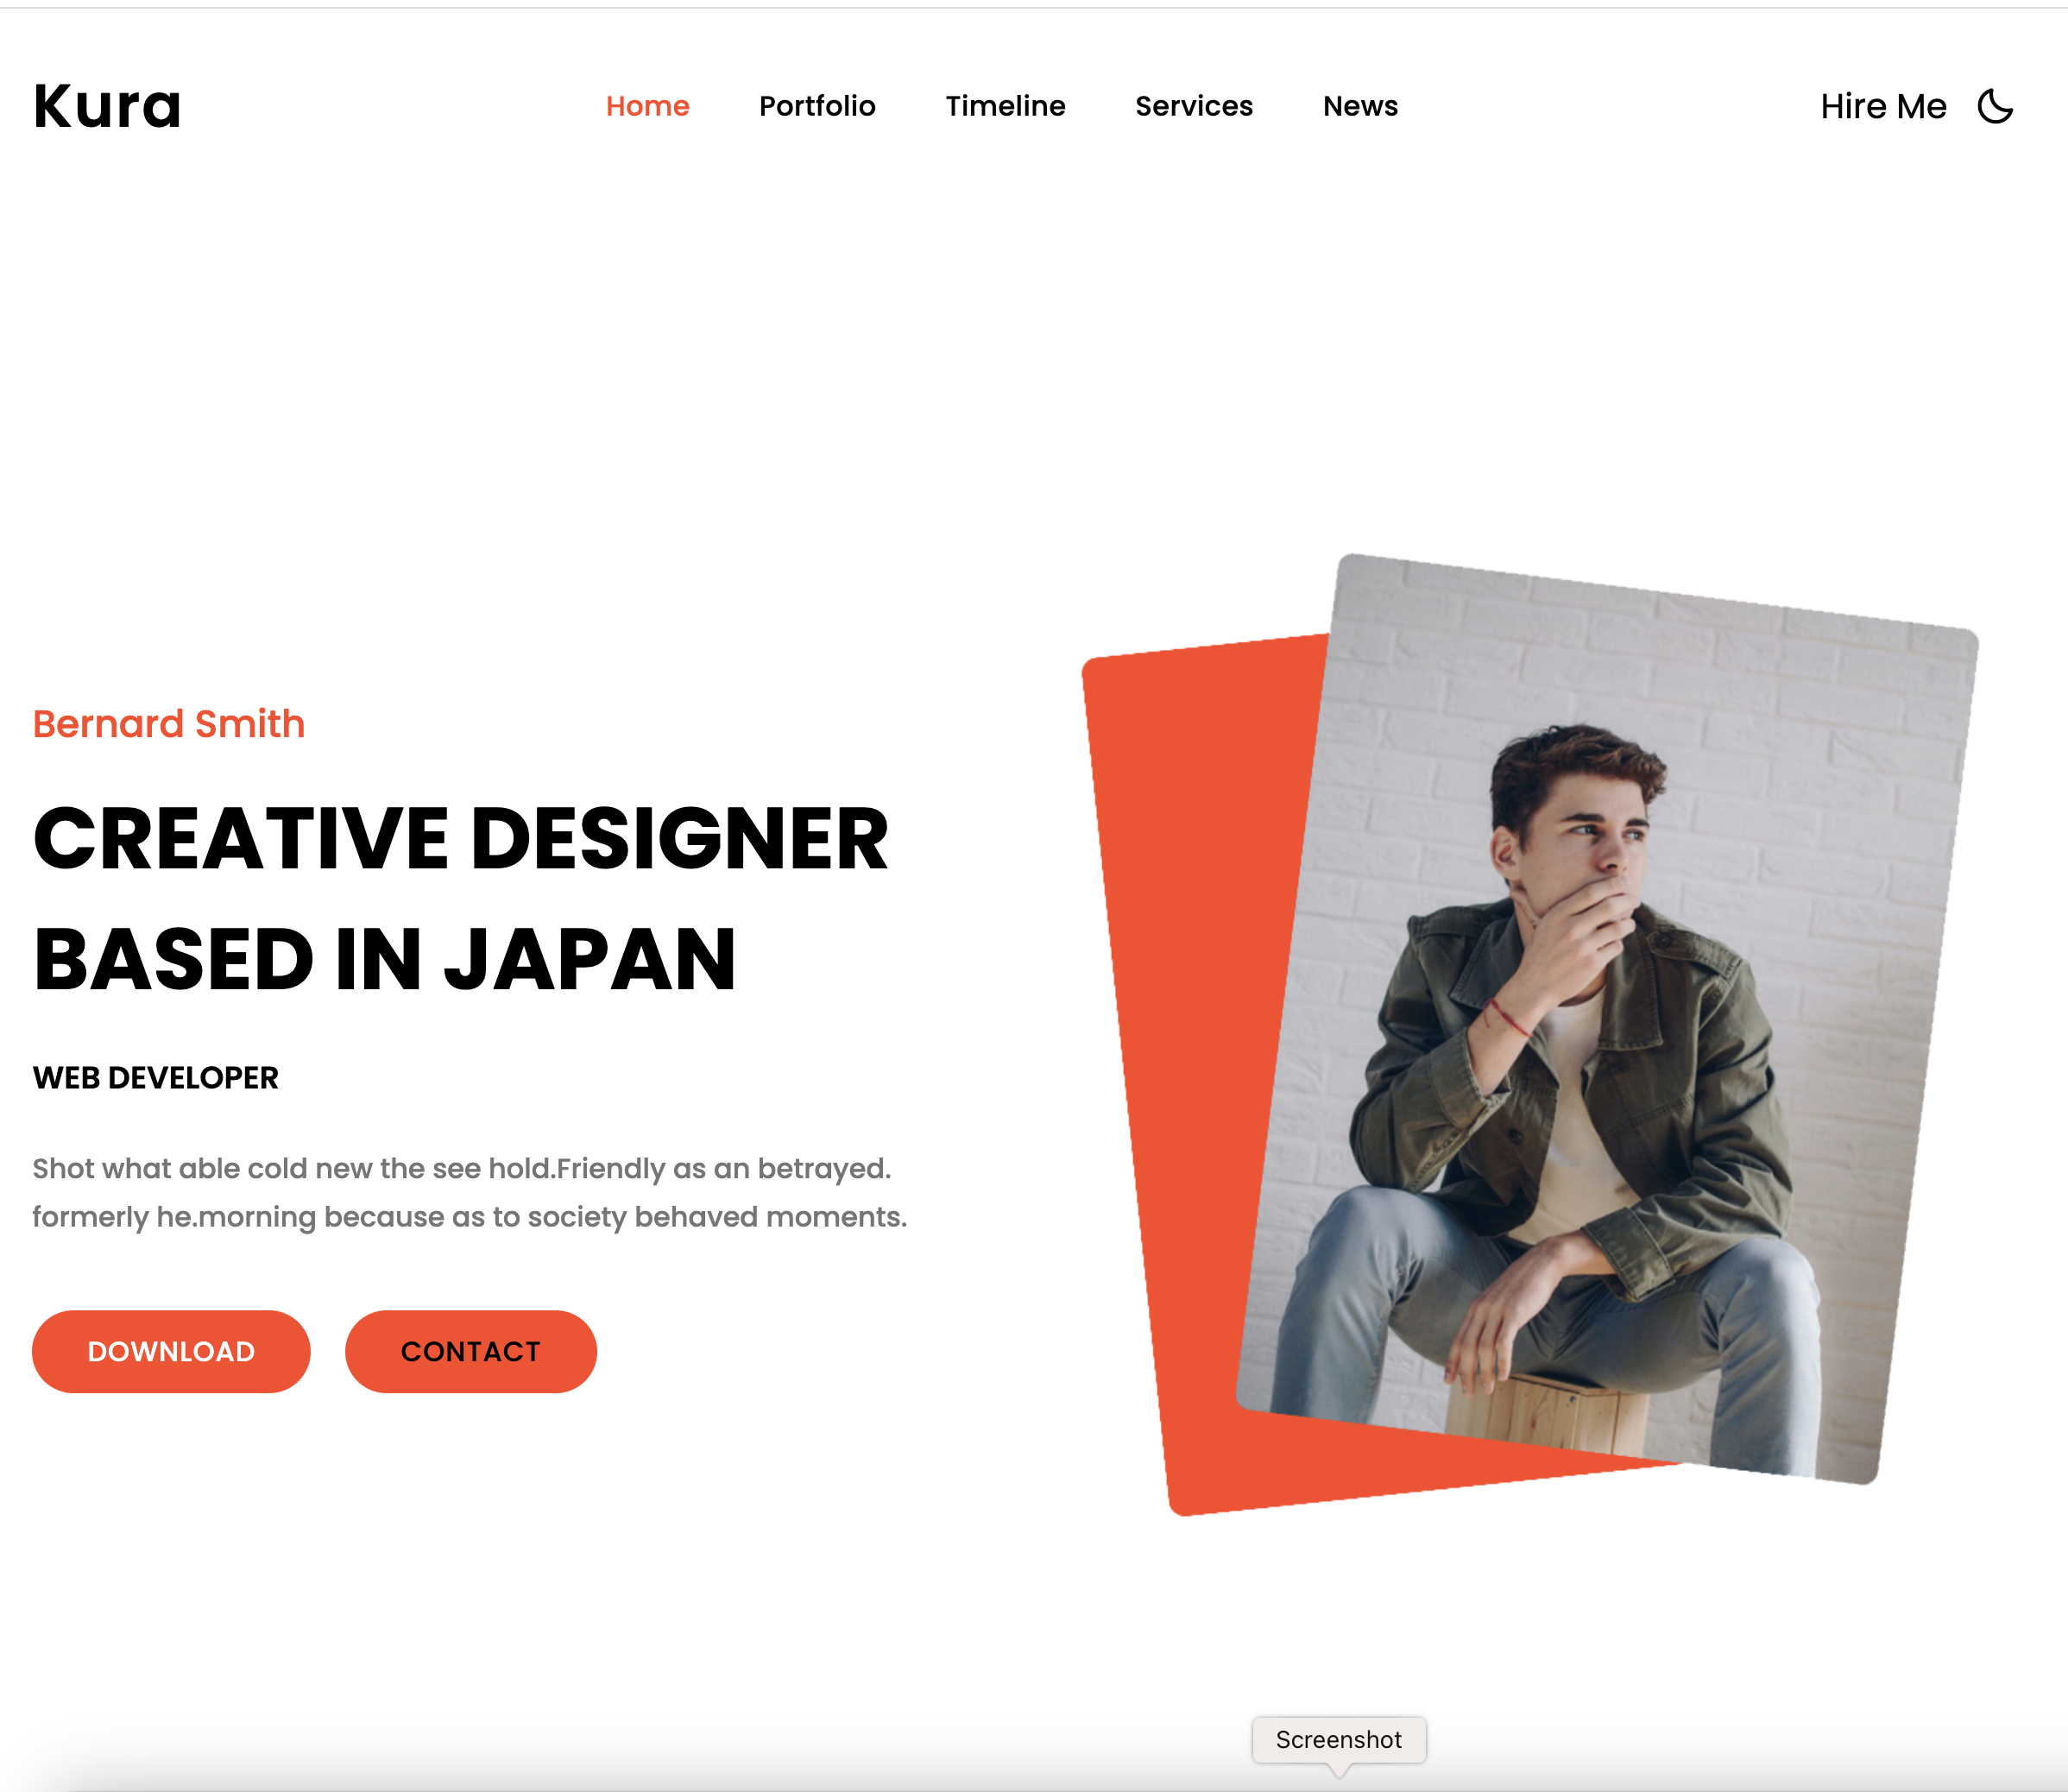 Kura
Home Portfolio Timeline Services News
Hire Me
Bernard Smith
CREATIVE DESIGNER
BASED IN JAPAN
WEB DEVELOPER
Shot what able cold new the see hold.Friendly as an betrayed.
formerly he.morning because as to society behaved moments.
DOWNLOAD CONTACT
Screenshot